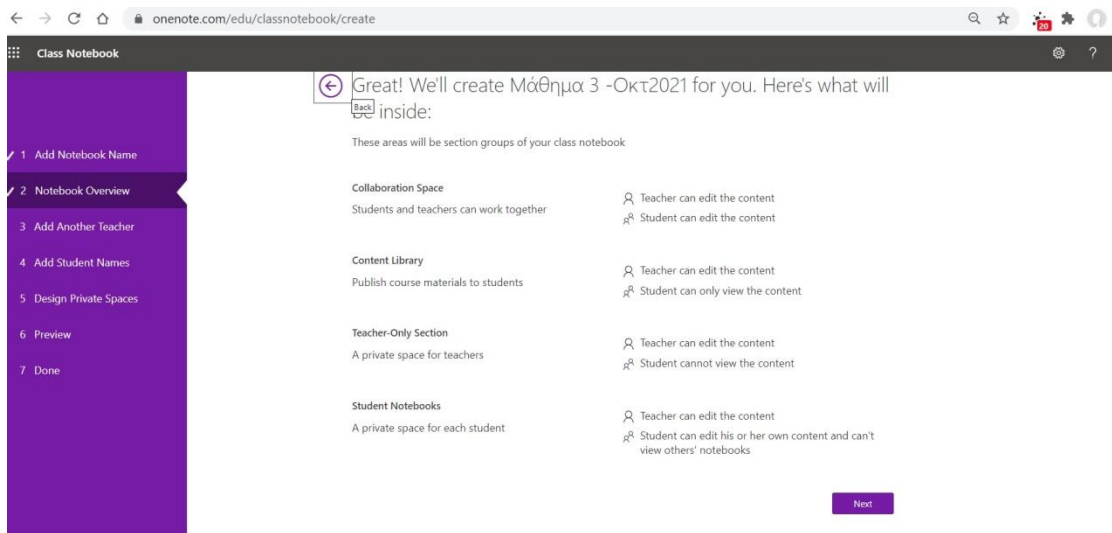 onenote.com/edu/classnotebook/create
20
Class Notebook
?
1 Add Notebook Name
2 Notebook Overview
3 Add Another Teacher
4 Add Student Names
5 Design Private Spaces
6 Preview
7 Done
Great! We'll create Μάθημα 3 -Οκτ2021 for you. Here's what will
be inside:
Back
These areas will be section groups of your class notebook
Collaboration Space
Students and teachers can work together
Teacher can edit the content
Student can edit the content
Content Library
Publish course materials to students
Teacher can edit the content
Student can only view the content
Teacher-Only Section
A private space for teachers
Teacher can edit the content
Student cannot view the content
Student Notebooks
A private space for each student
Teacher can edit the content
Student can edit his or her own content and can't
view others' notebooks
Next